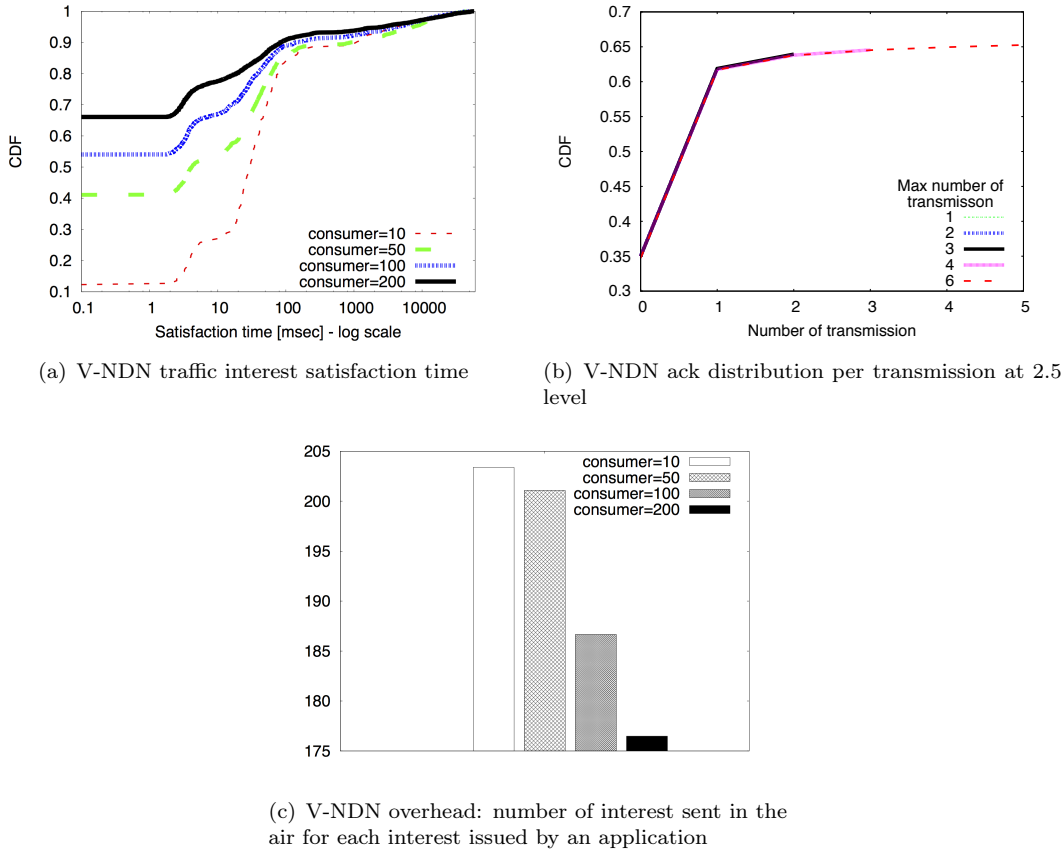 1
0.9
0.8
0.7
0.6
0.5
0.4
0.3
0.2
0.1
CDF
consumer=10
consumer=50
consumer=100
consumer=200
0.1 1 10 100 1000 10000
Satisfaction time [msec] - log scale
(a) V-NDN traffic interest satisfaction time
0.7
0.65
0.6
0.55
0.5
0.45
0.4
0.35
0.3
CDF
Max number of
transmisson
1
2
3
4
6
0 1 2 3 4 5
Number of transmission
(b) V-NDN ack distribution per transmission at 2.5
level
205
200
195
190
185
180
175
consumer=10
consumer=50
consumer=100
consumer=200
(c) V-NDN overhead: number of interest sent in the
air for each interest issued by an application